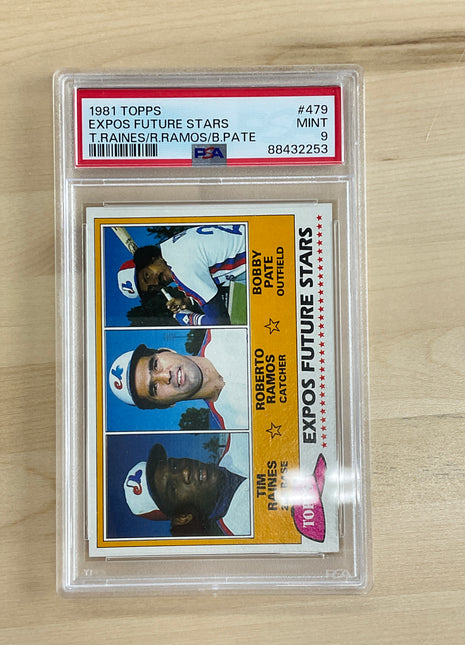 1981 TOPPS #479
EXPOS FUTURE STARS MINT
T.RAINES/R.RAMOS/B.PATE 9
PSA 88432253
BOBBY
PATE
OUTFIELD
ROBERTO
RAMOS
CATCHER
TIM
RAINES
EXPOS FUTURE STARS
PSA